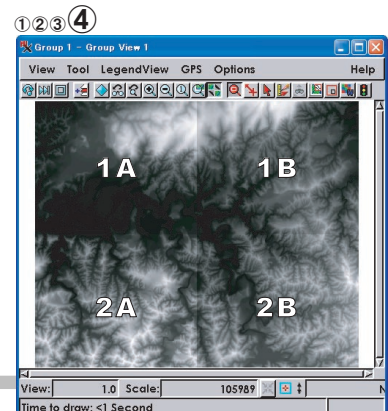 ①②③④
Group 1 - Group View 1
View Tool LegendView GPS Options Help
1A 1B
2A 2B
View: 1.0 Scale: 105989 N
Time to draw: <1 Second